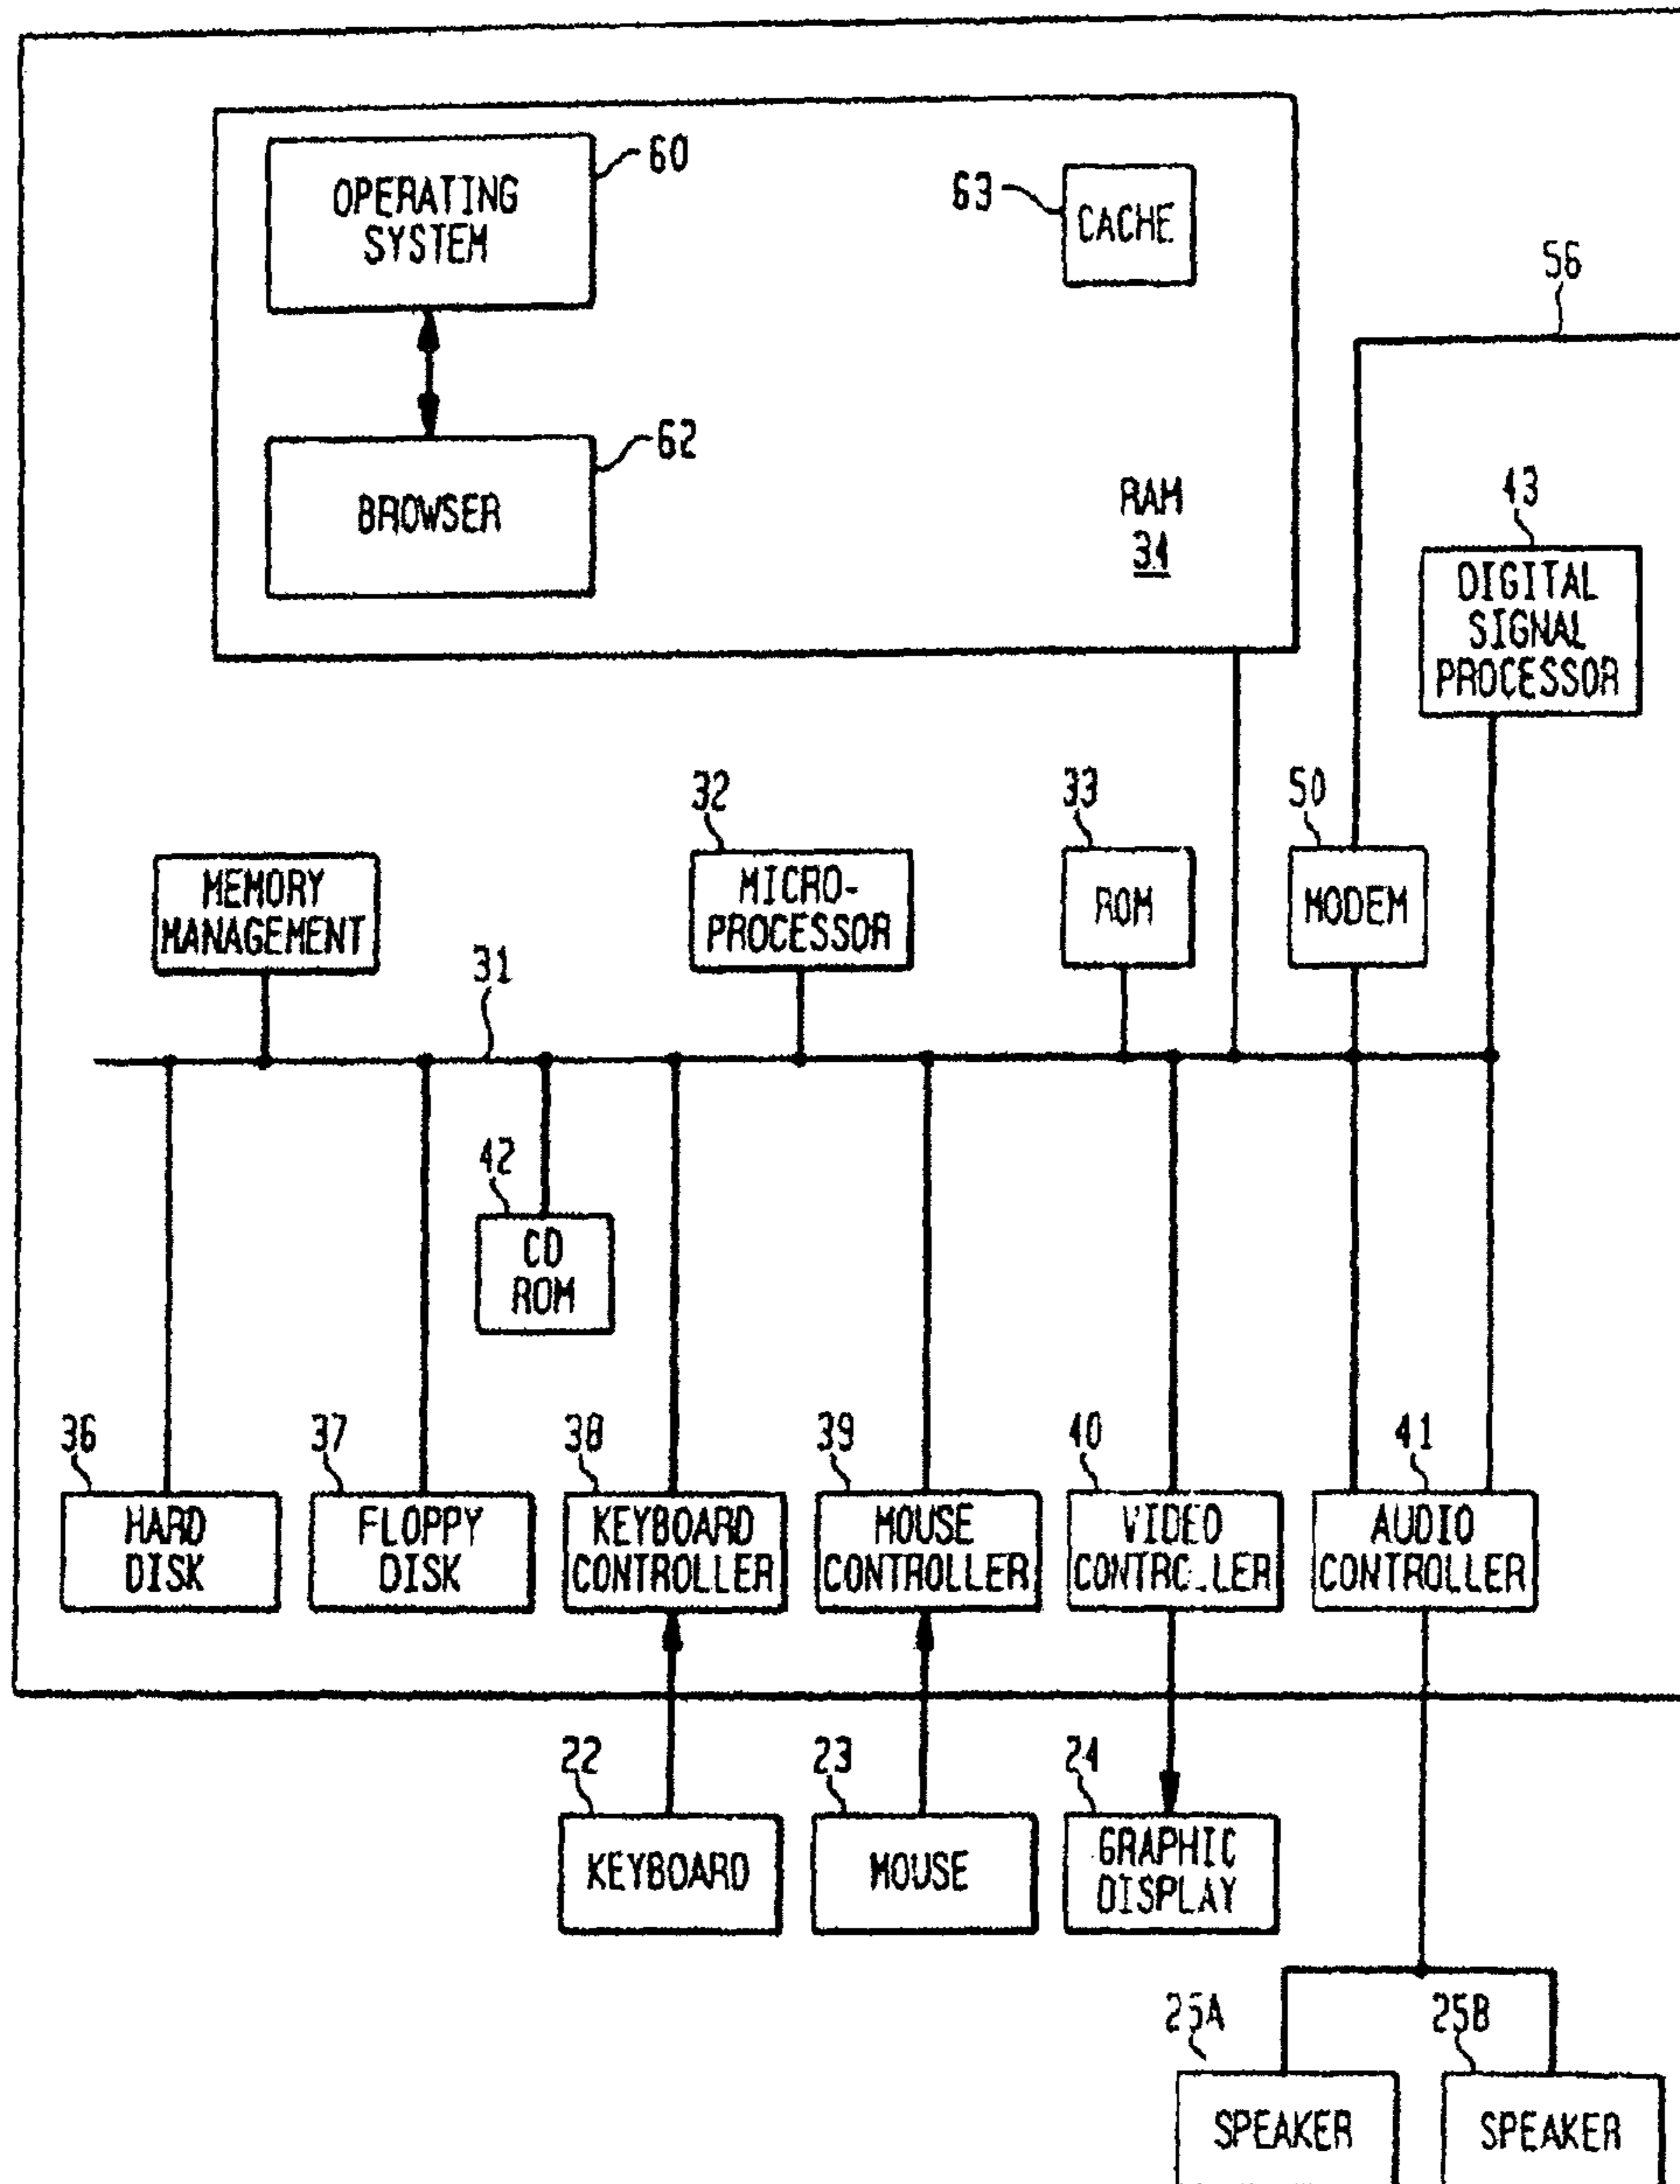 60
OPERATING
SYSTEM
63
CACHE
56
62
BROWSER
RAM
34
43
DIGITAL
SIGNAL
PROCESSOR
32
33
50
MEMORY
MANAGEMENT
MICRO-
PROCESSOR
ROM
MODEM
31
42
CD
ROM
36
37
38
39
40
41
HARD
DISK
FLOPPY
DISK
KEYBOARD
CONTROLLER
MOUSE
CONTROLLER
VIDEO
CONTROLLER
AUDIO
CONTROLLER
22
23
24
KEYBOARD
MOUSE
GRAPHIC
DISPLAY
25A
25B
SPEAKER
SPEAKER